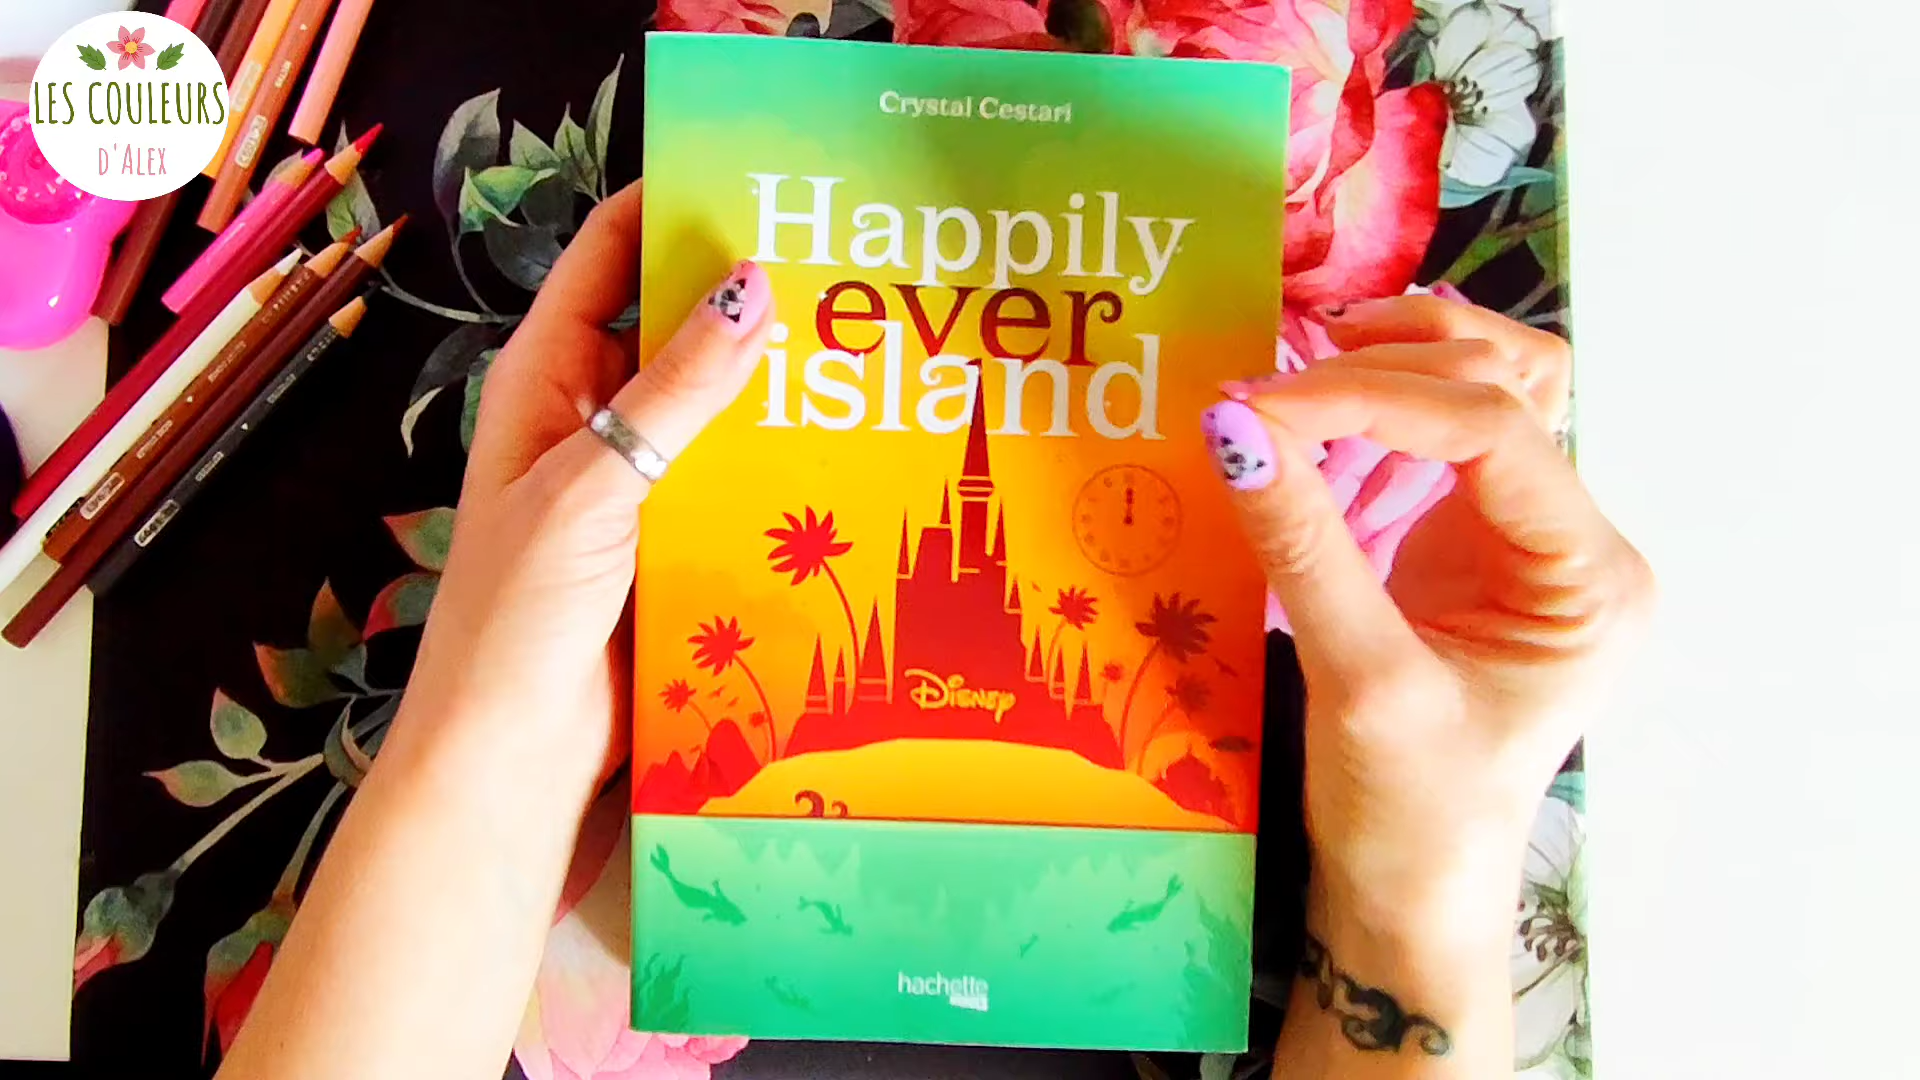 LES COULEURS
d'ALEX
Crystal Cestari
Happily
ever
island
Disney
hachette